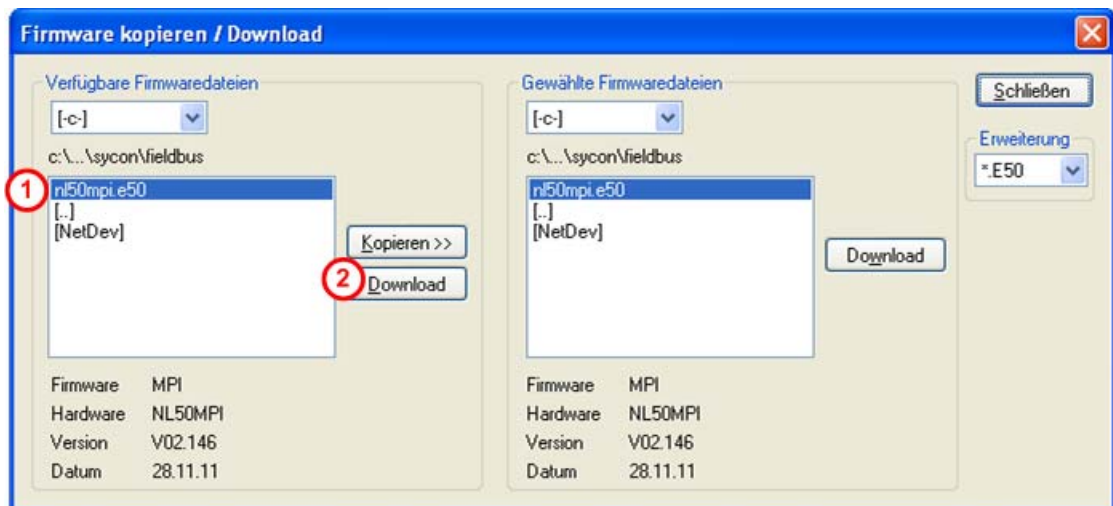 Firmware kopieren / Download
Verfügbare Firmwaredateien
[-c-]
c:\...\sycon\fieldbus
1
nl50mpi.e50
[..]
[NetDev]
Kopieren >>
2
Download
Firmware MPI
Hardware NL50MPI
Version V02.146
Datum 28.11.11
Gewählte Firmwaredateien
[-c-]
c:\...\sycon\fieldbus
nl50mpi.e50
[..]
[NetDev]
Download
Firmware MPI
Hardware NL50MPI
Version V02.146
Datum 28.11.11
Schließen
Erweiterung
*.E50